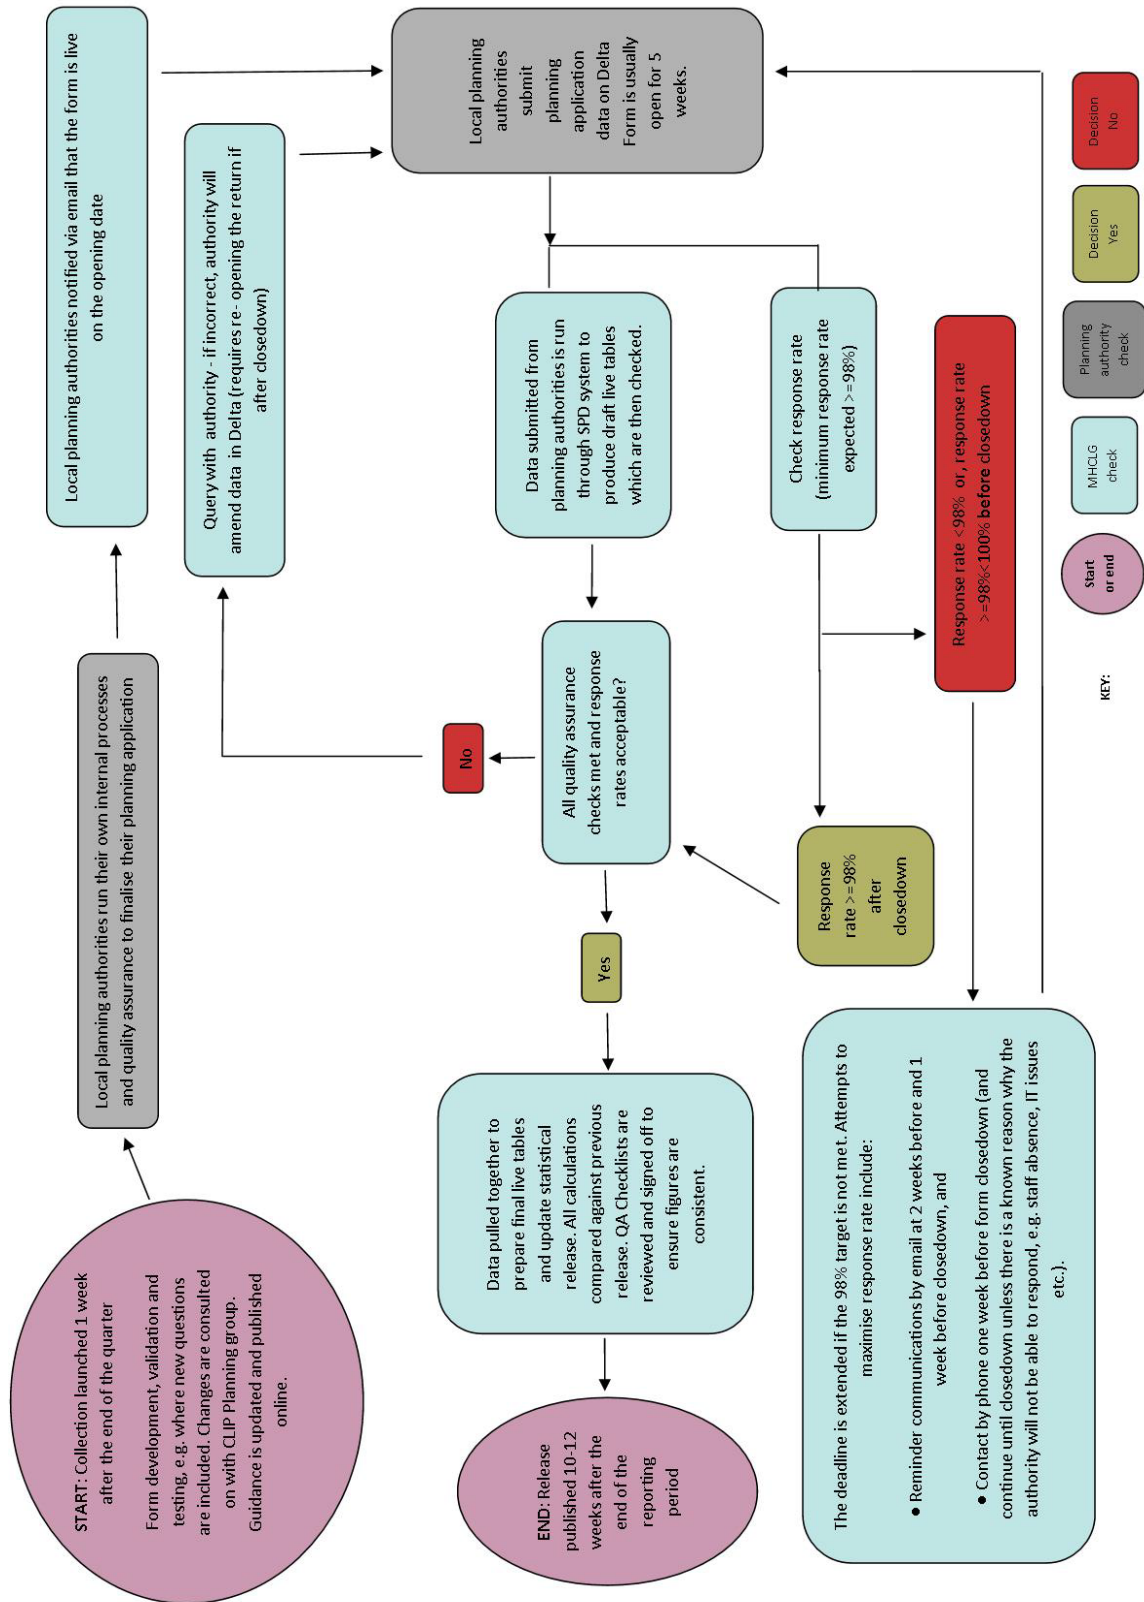 START: Collection launched 1 week
after the end of the quarter
Form development, validation and
testing, e.g. where new questions
are included. Changes are consulted
on with CLIP Planning group.
Guidance is updated and published
online.
Local planning authorities run their own internal processes
and quality assurance to finalise their planning application
Local planning authorities notified via email that the form is live
on the opening date
Query with authority - if incorrect, authority will
amend data in Delta (requires re - opening the return if
after closedown)
Local planning
authorities
submit
planning
application
data on Delta
Form is usually
open for 5
weeks.
Data submitted from
planning authorities is run
through SPD system to
produce draft live tables
which are then checked.
All quality assurance
checks met and response
rates acceptable?
No
Yes
Data pulled together to
prepare final live tables
and update statistical
release. All calculations
compared against previous
release. QA Checklists are
reviewed and signed off to
ensure figures are
consistent.
END: Release
published 10-12
weeks after the
end of the
reporting
period
Check response rate
(minimum response rate
expected >=98%)
Response
rate >=98%
after
closedown
Response rate <98% or, response rate
>=98%<100% before closedown
The deadline is extended if the 98% target is not met. Attempts to
maximise response rate include:
● Reminder communications by email at 2 weeks before and 1
week before closedown, and
● Contact by phone one week before form closedown (and
continue until closedown unless there is a known reason why the
authority will not be able to respond, e.g. staff absence, IT issues
etc.).
KEY:
Start
or end
MHCLG
check
Planning
authority
check
Decision
Yes
Decision
No